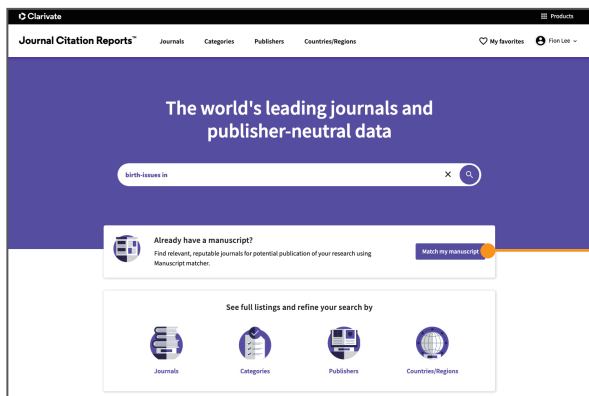 Clarivate
Products
Journal Citation Reports™
Journals
Categories
Publishers
Countries/Regions
My favorites
Fion Lee
The world's leading journals and
publisher-neutral data
birth-issues in
Already have a manuscript?
Find relevant, reputable journals for potential publication of your research using
Manuscript matcher.
Match my manuscript
See full listings and refine your search by
Journals
Categories
Publishers
Countries/Regions